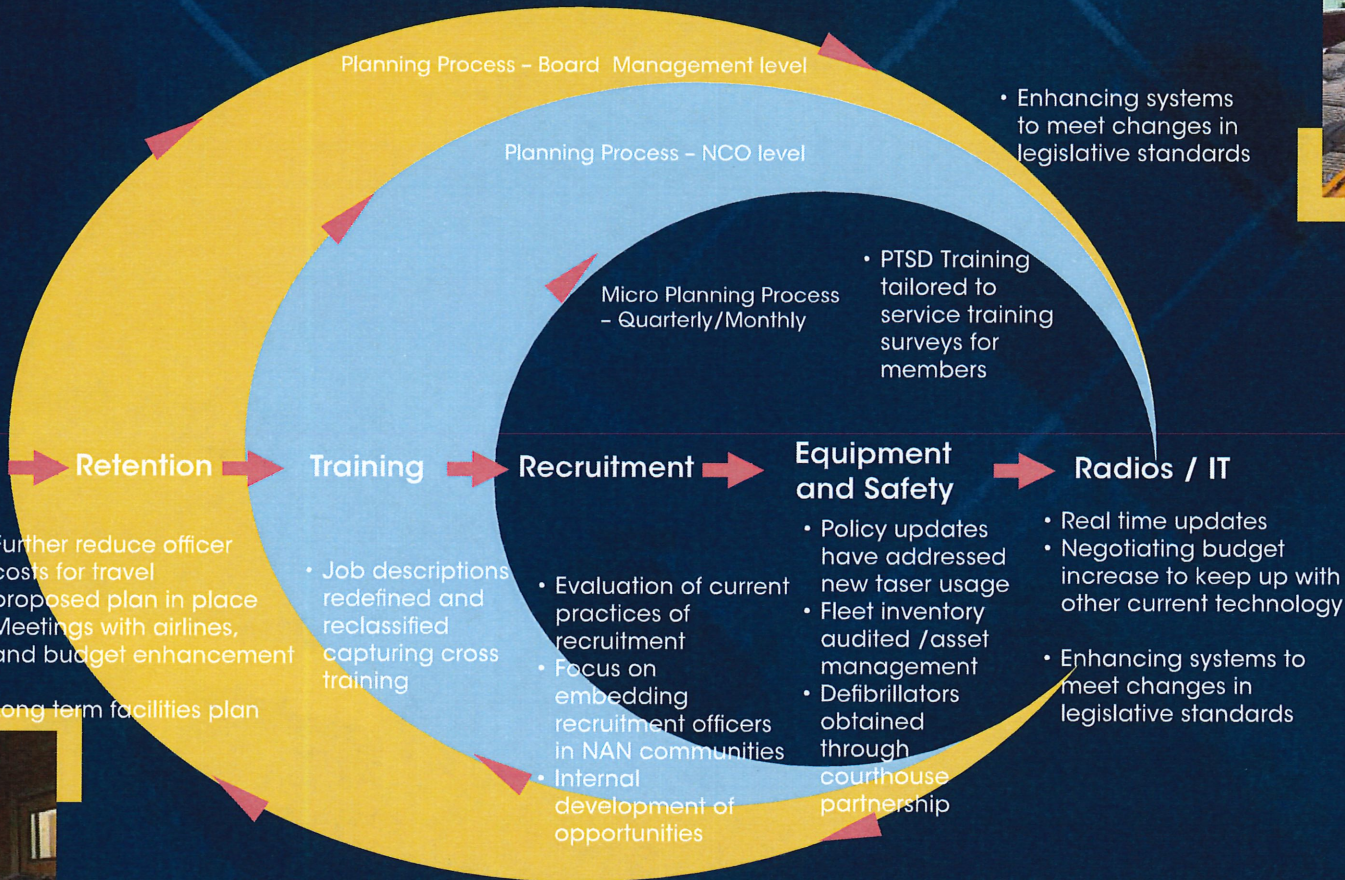 Planning Process – Board Management level
• Enhancing systems
to meet changes in
legislative standards
Planning Process – NCO level
Micro Planning Process
– Quarterly/Monthly
• PTSD Training
tailored to
service training
surveys for
members
Retention
Further reduce officer
costs for travel
proposed plan in place
Meetings with airlines,
and budget enhancement
long term facilities plan
Training
• Job descriptions
redefined and
reclassified
capturing cross
training
Recruitment
• Evaluation of current
practices of
recruitment
• Focus on
embedding
recruitment officers
in NAN communities
• Internal
development of
opportunities
Equipment
and Safety
• Policy updates
have addressed
new taser usage
• Fleet inventory
audited /asset
management
• Defibrillators
obtained
through
courthouse
partnership
Radios / IT
• Real time updates
• Negotiating budget
increase to keep up with
other current technology
• Enhancing systems to
meet changes in
legislative standards